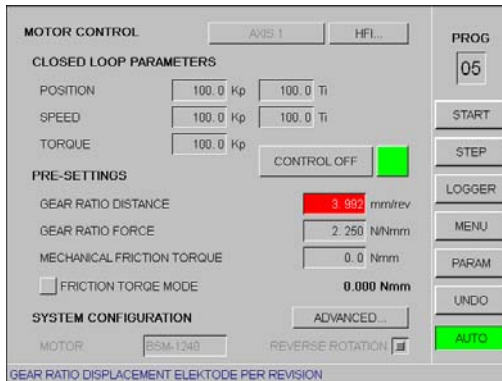 MOTOR CONTROL AXIS 1 HFI... PROG
05
CLOSED LOOP PARAMETERS
POSITION 100.0 Kp 100.0 Ti
SPEED 100.0 Kp 100.0 Ti START
TORQUE 100.0 Kp
CONTROL OFF STEP
PRE-SETTINGS
GEAR RATIO DISTANCE 3.992 mm/rev LOGGER
GEAR RATIO FORCE 2.250 N/Nmm MENU
MECHANICAL FRICTION TORQUE 0.0 Nmm PARAM
FRICTION TORQE MODE 0.000 Nmm
UNDO
SYSTEM CONFIGURATION ADVANCED...
MOTOR BSM-1248 REVERSE ROTATION AUTO
GEAR RATIO DISPLACEMENT ELEKTODE PER REVISION